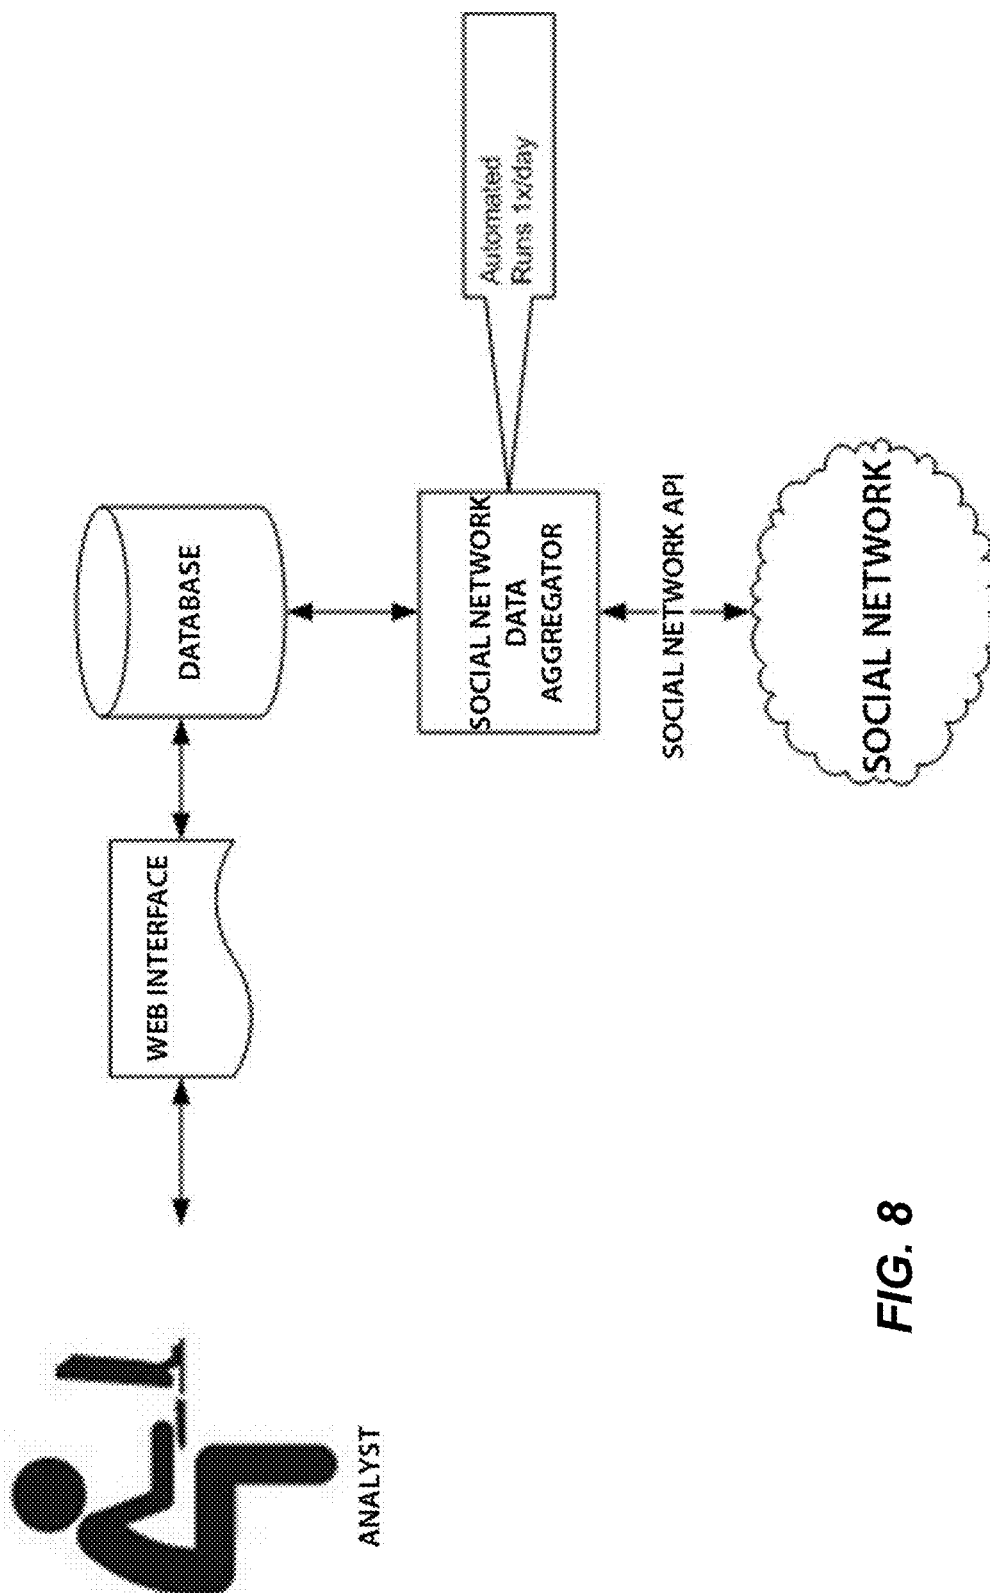 ANALYST
WEB INTERFACE
DATABASE
SOCIAL NETWORK
DATA
AGGREGATOR
Automated
Runs 1x/day
SOCIAL NETWORK API
SOCIAL NETWORK
FIG. 8